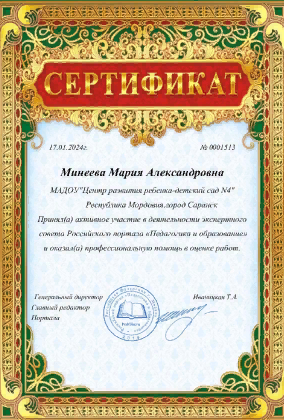 СЕРТИФИКАТ
17.01.2024г. № 0001513
Минеева Мария Александровна
МАДОУ"Центр развития ребенка-детский сад N4"
Республика Мордовия,город Саранск
Принял(а) активное участие в деятельности экспертного
совета Российского портала «Педагогика и образование»
и оказал(а) профессиональную помощь в оценке работ.
Генеральный директор Иваницкая Т.А.
Главный редактор
Портала